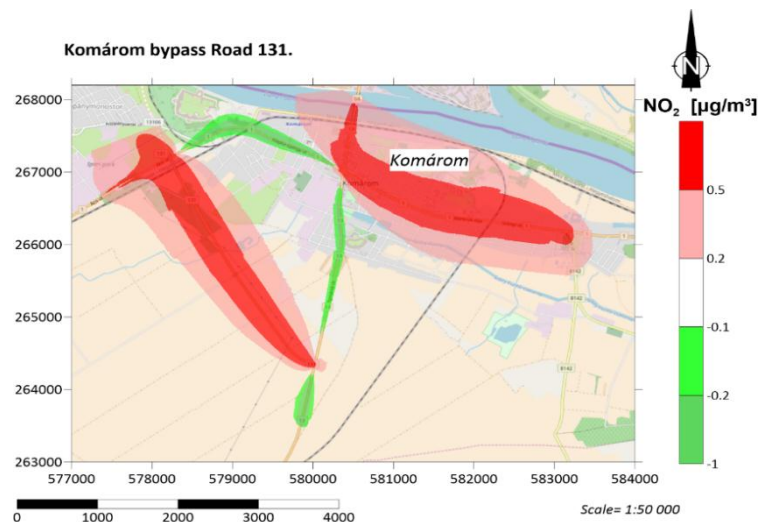 Komárom bypass Road 131.
N
NO₂ [µg/m³]
0.5
0.2
-0.1
-0.2
-1
268000
267000
266000
265000
264000
263000
Komárom
8142
8142
577000 578000 579000 580000 581000 582000 583000 584000
0 1000 2000 3000 4000
Scale= 1:50 000